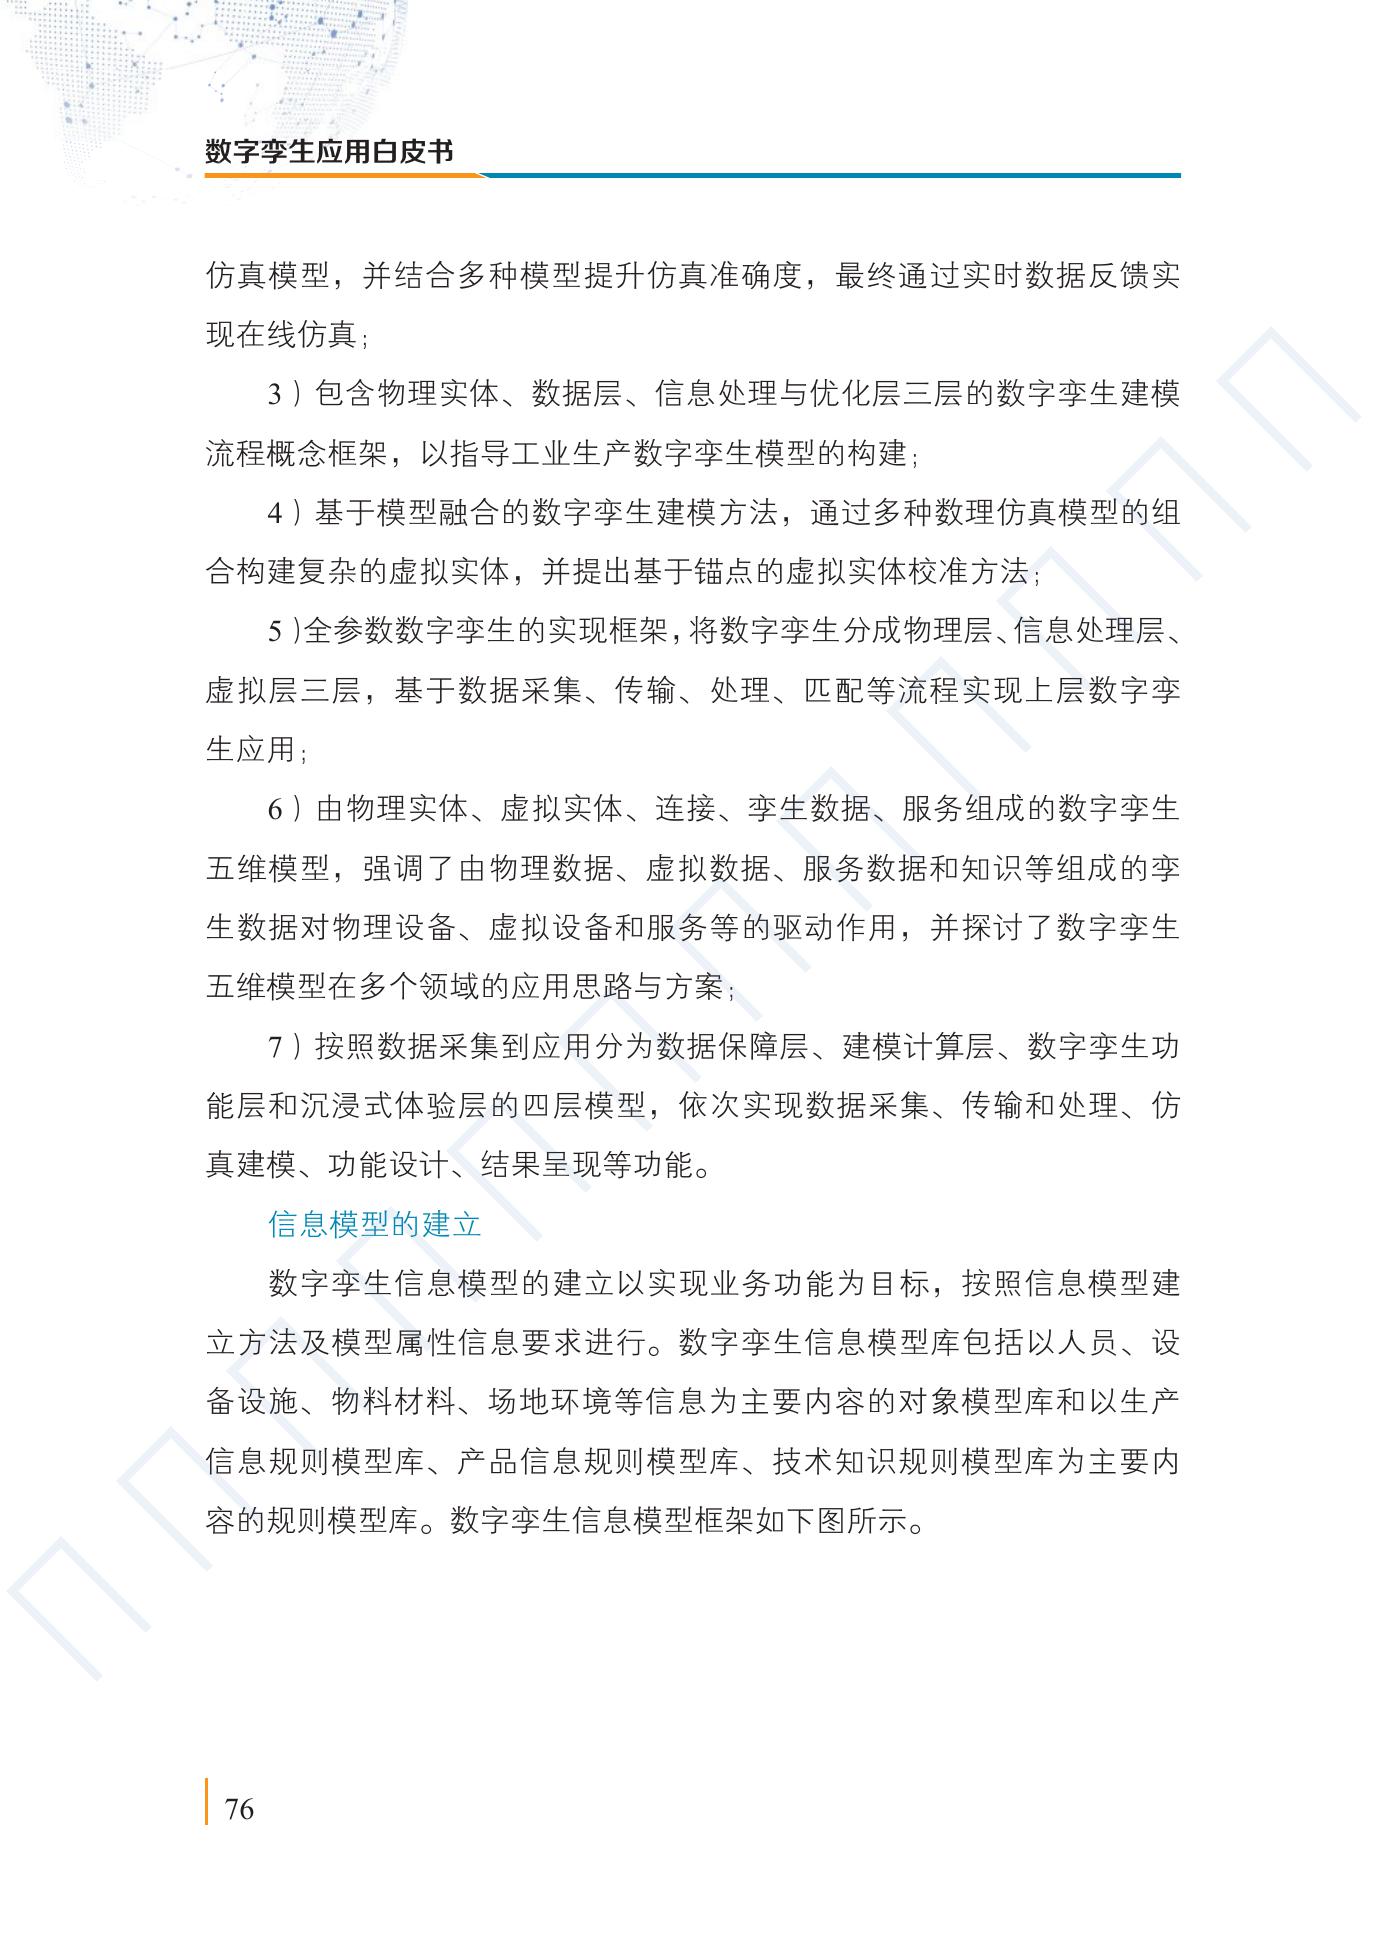 数字孪生应用白皮书
仿真模型，并结合多种模型提升仿真准确度，最终通过实时数据反馈实
现在线仿真；
3）包含物理实体、数据层、信息处理与优化层三层的数字孪生建模
流程概念框架，以指导工业生产数字孪生模型的构建；
4）基于模型融合的数字孪生建模方法，通过多种数理仿真模型的组
合构建复杂的虚拟实体，并提出基于锚点的虚拟实体校准方法；
5）全参数数字孪生的实现框架，将数字孪生分成物理层、信息处理层、
虚拟层三层，基于数据采集、传输、处理、匹配等流程实现上层数字孪
生应用；
6）由物理实体、虚拟实体、连接、孪生数据、服务组成的数字孪生
五维模型，强调了由物理数据、虚拟数据、服务数据和知识等组成的孪
生数据对物理设备、虚拟设备和服务等的驱动作用，并探讨了数字孪生
五维模型在多个领域的应用思路与方案；
7）按照数据采集到应用分为数据保障层、建模计算层、数字孪生功
能层和沉浸式体验层的四层模型，依次实现数据采集、传输和处理、仿
真建模、功能设计、结果呈现等功能。
信息模型的建立
数字孪生信息模型的建立以实现业务功能为目标，按照信息模型建
立方法及模型属性信息要求进行。数字孪生信息模型库包括以人员、设
备设施、物料材料、场地环境等信息为主要内容的对象模型库和以生产
信息规则模型库、产品信息规则模型库、技术知识规则模型库为主要内
容的规则模型库。数字孪生信息模型框架如下图所示。
76